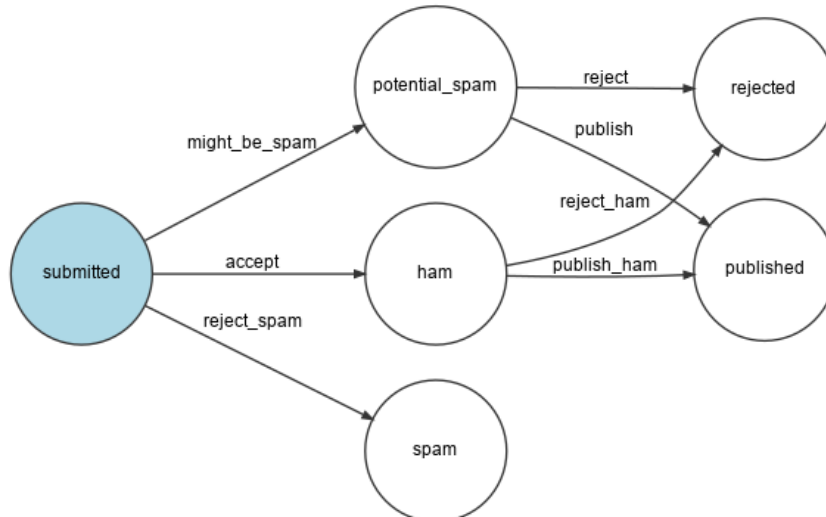 potential_spam
reject
rejected
publish
might_be_spam
reject_ham
submitted
accept
ham
publish_ham
published
reject_spam
spam